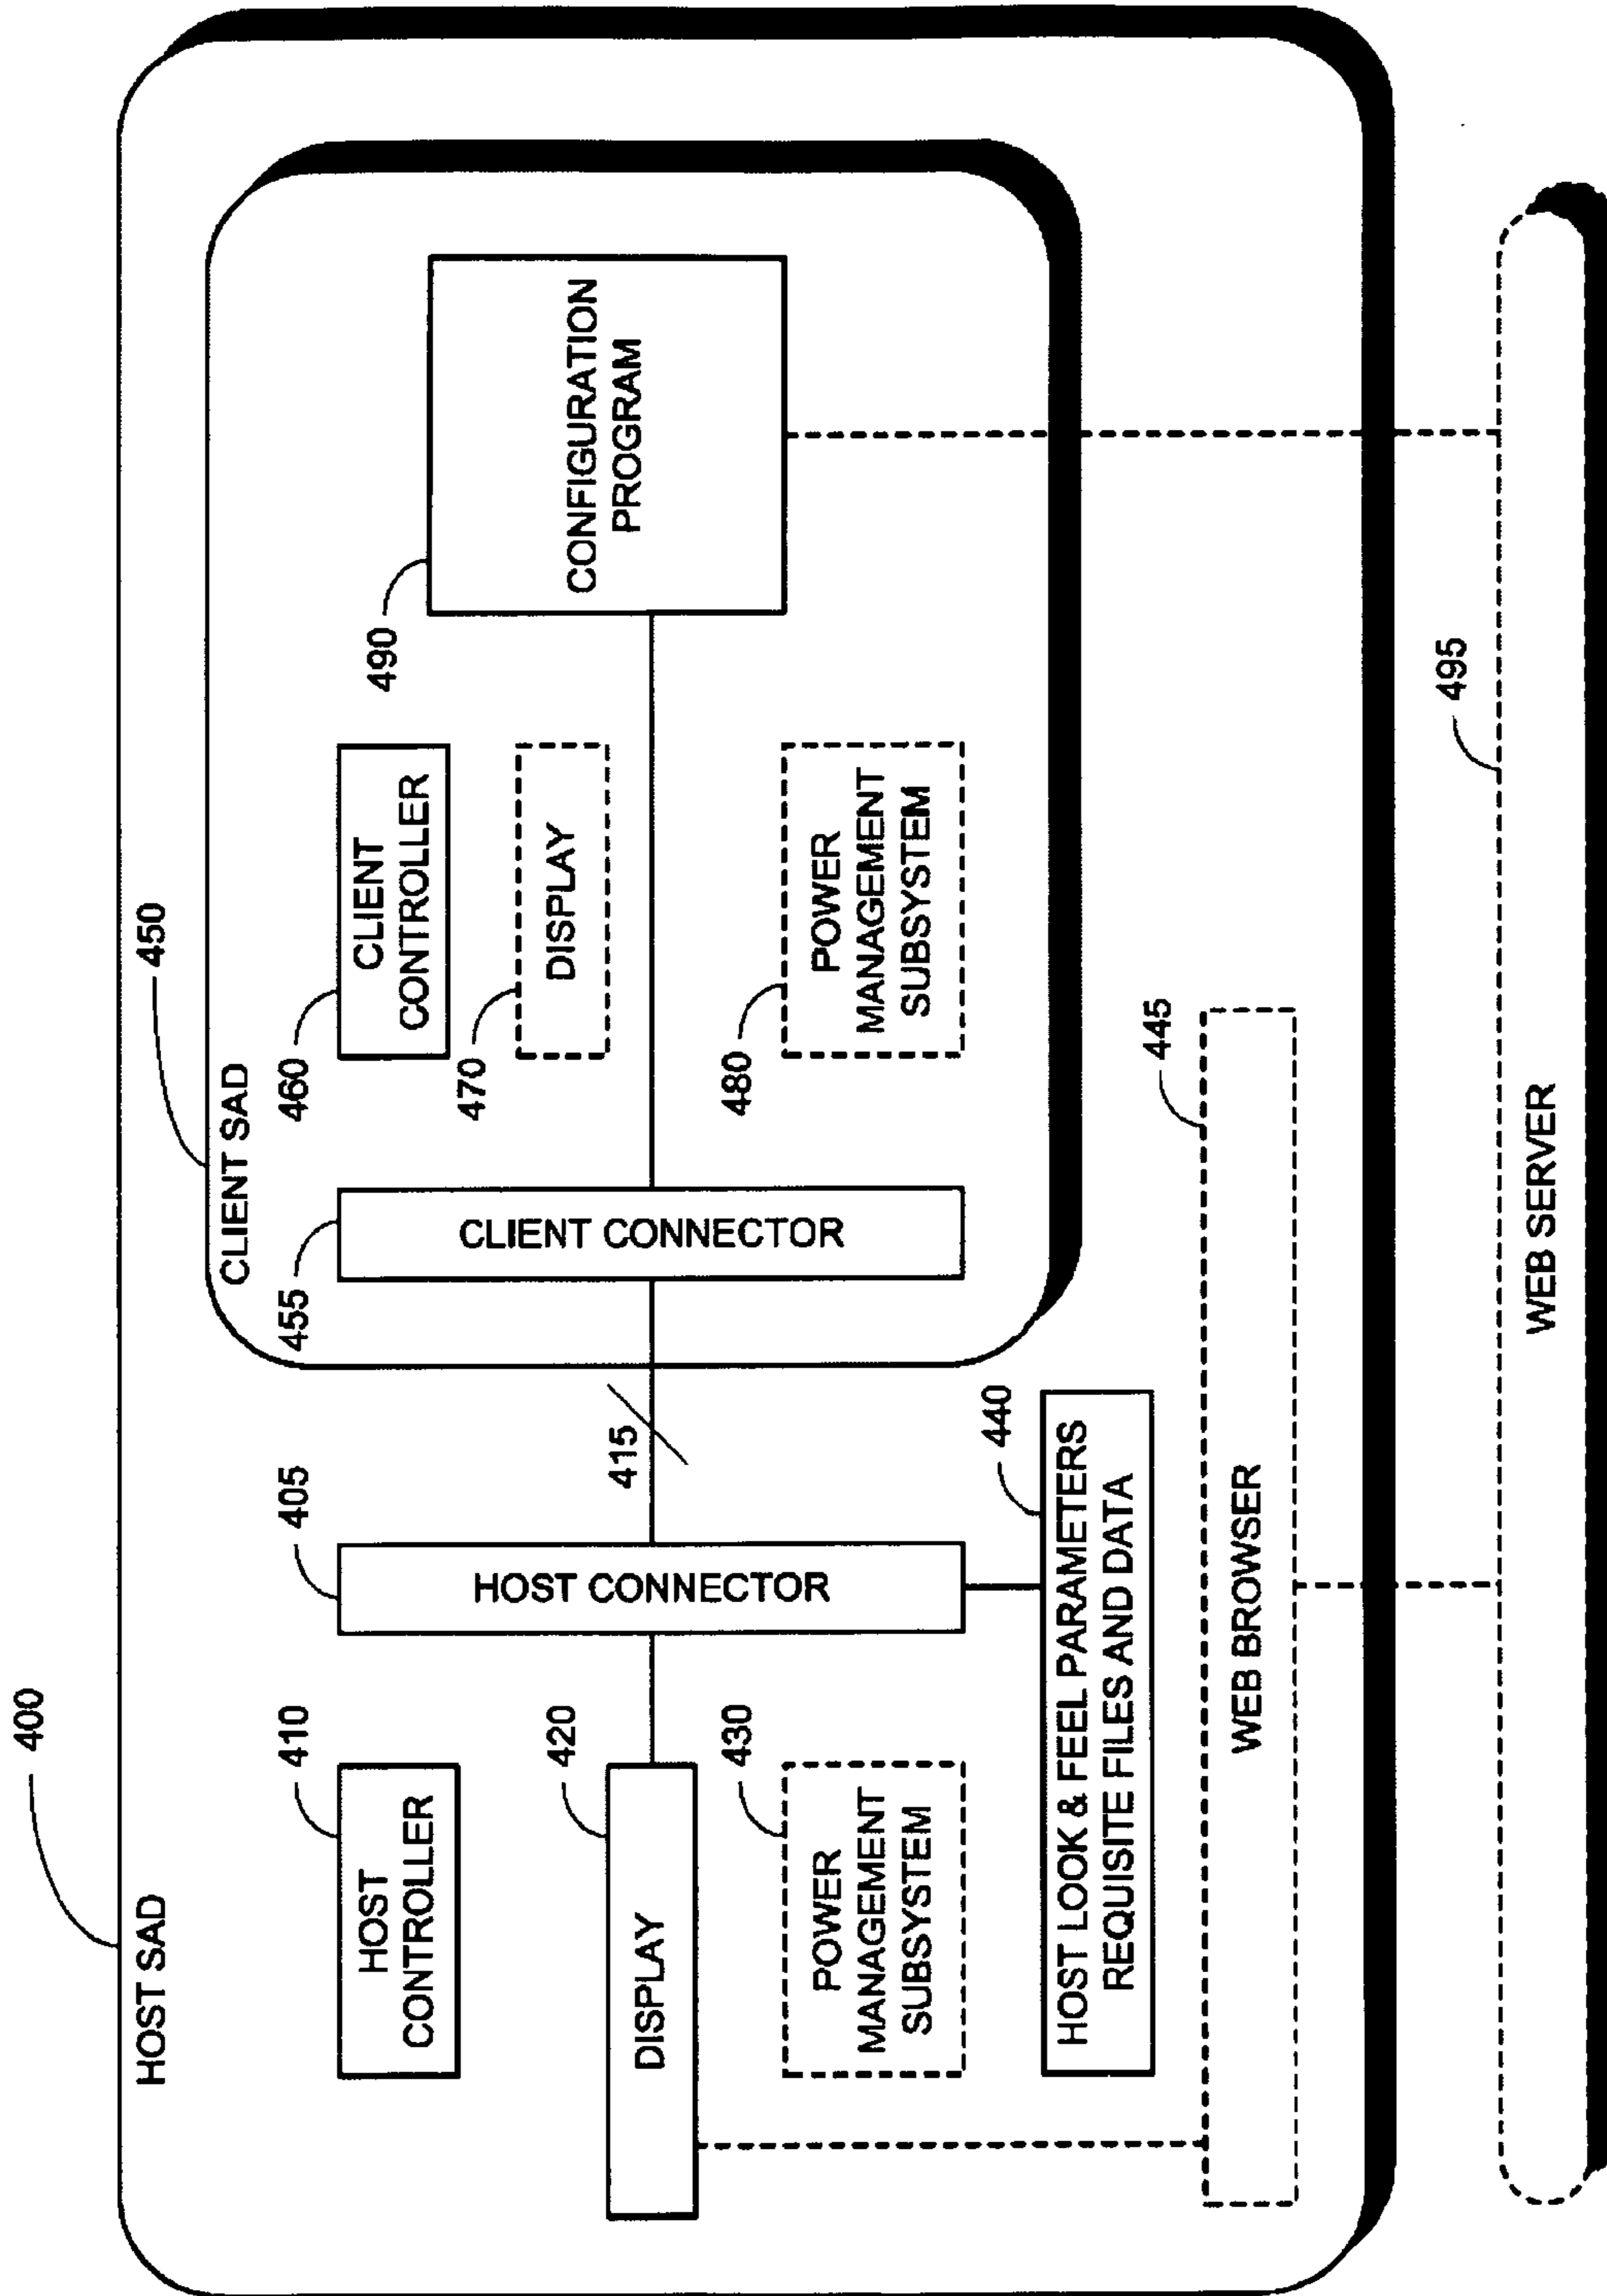 400
HOST SAD
450
CLIENT SAD
410
HOST
CONTROLLER
405
HOST CONNECTOR
455
CLIENT CONNECTOR
460
CLIENT
CONTROLLER
490
CONFIGURATION
PROGRAM
420
DISPLAY
415
470
DISPLAY
430
POWER
MANAGEMENT
SUBSYSTEM
480
POWER
MANAGEMENT
SUBSYSTEM
440
HOST LOOK & FEEL PARAMETERS
REQUISITE FILES AND DATA
445
WEB BROWSER
495
WEB SERVER